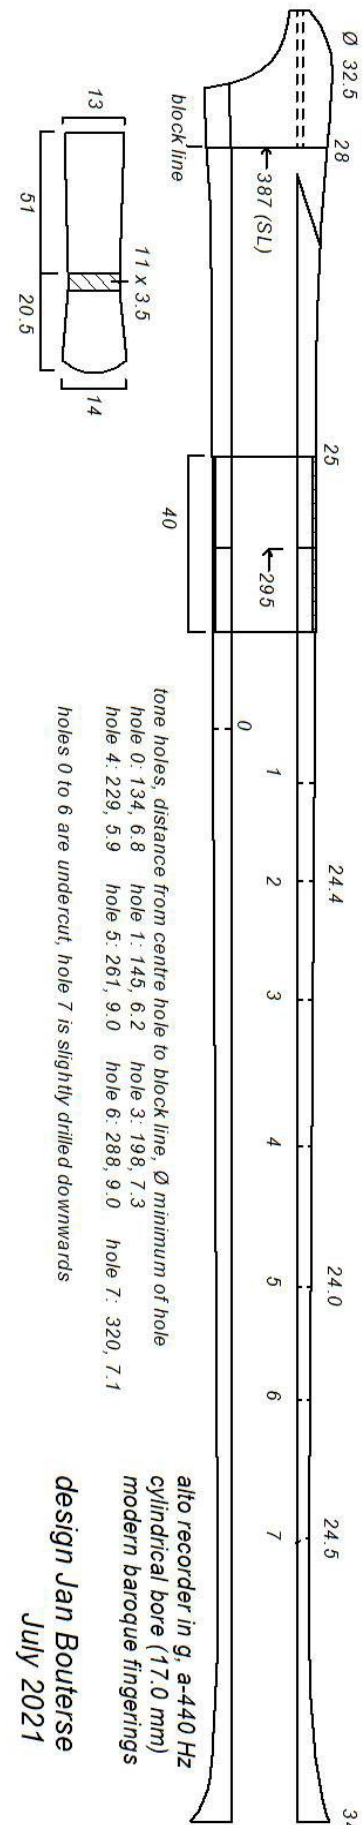 Ø 32.5
28
25
24.4
24.0
24.5
block line
387 (SL)
295
0
1
2
3
4
5
6
7
40
13
11 x 3.5
51
20.5
14
tone holes, distance from centre hole to block line, Ø minimum of hole
hole 0: 134, 6.8 hole 1: 145, 6.2 hole 3: 198, 7.3
hole 4: 229, 5.9 hole 5: 261, 9.0 hole 6: 288, 9.0 hole 7: 320, 7.1
holes 0 to 6 are undercut, hole 7 is slightly drilled downwards
alto recorder in g, a-440 Hz
cylindrical bore (17.0 mm)
modern baroque fingerings
design Jan Bouterse
July 2021